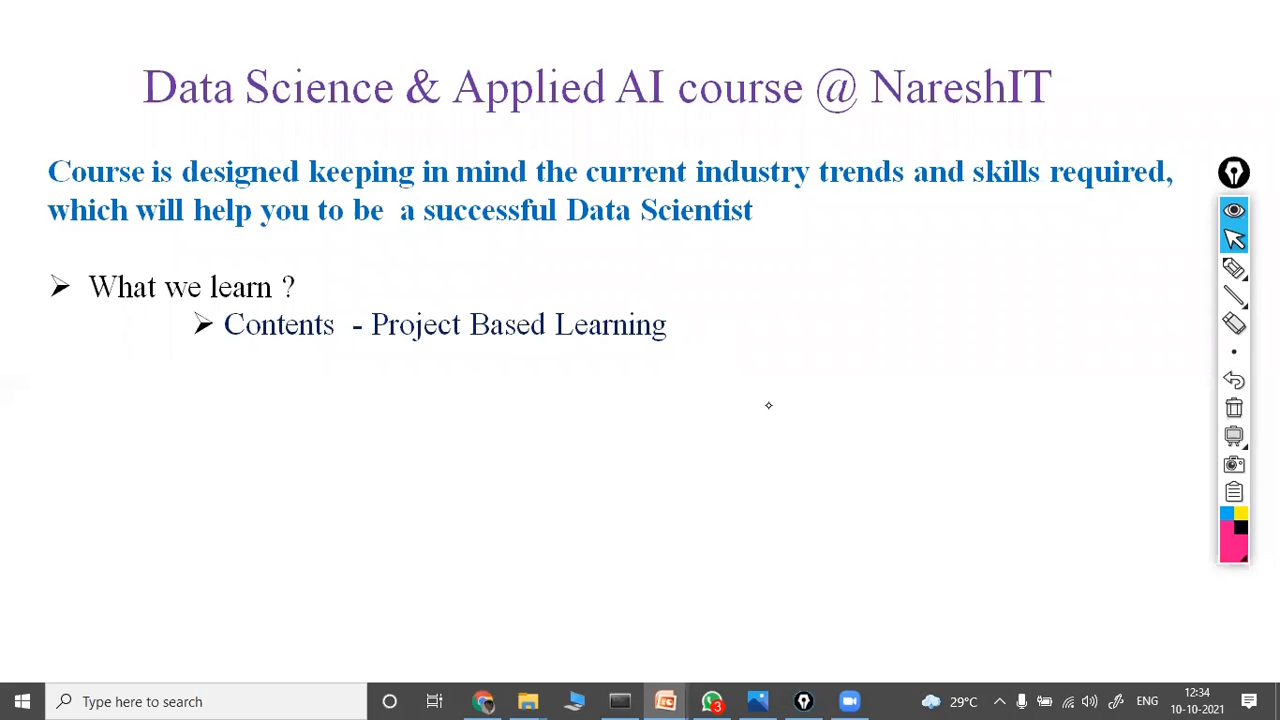 Data Science & Applied AI course @ NareshIT
Course is designed keeping in mind the current industry trends and skills required,
which will help you to be a successful Data Scientist
What we learn ?
Contents - Project Based Learning
Type here to search
3
29°C
ENG
12:34
10-10-2021